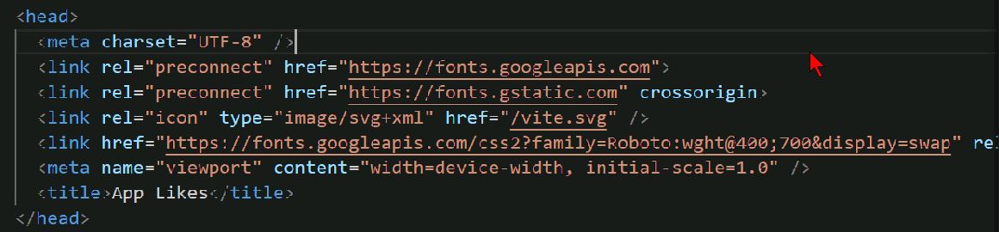 <head>
<meta charset="UTF-8" />
<link rel="preconnect" href="https://fonts.googleapis.com">
<link rel="preconnect" href="https://fonts.gstatic.com" crossorigin>
<link rel="icon" type="image/svg+xml" href="/vite.svg" />
<link href="https://fonts.googleapis.com/css2?family=Roboto:wght@400;700&display=swap" rel
<meta name="viewport" content="width=device-width, initial-scale=1.0" />
<title>App Likes</title>
</head>